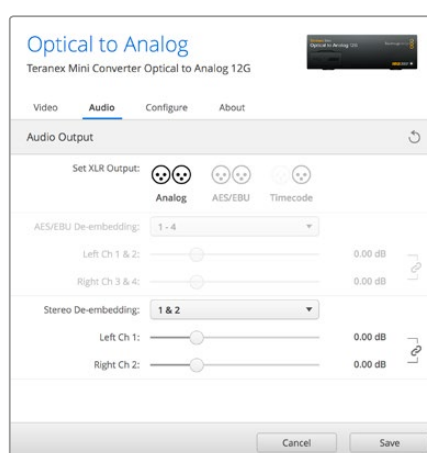 Optical to Analog
Teranex Mini Converter Optical to Analog 12G
Video Audio Configure About
Audio Output
Set XLR Output:
Analog AES/EBU Timecode
AES/EBU De-embedding: 1 - 4
Left Ch 1 & 2: 0.00 dB
Right Ch 3 & 4: 0.00 dB
Stereo De-embedding: 1 & 2
Left Ch 1: 0.00 dB
Right Ch 2: 0.00 dB
Cancel Save